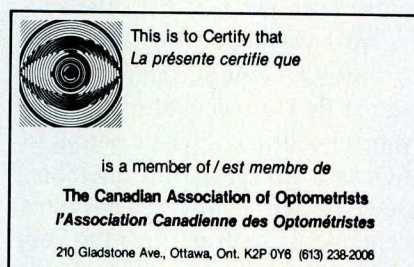 This is to Certify that
La présente certifie que
is a member of / est membre de
The Canadian Association of Optometrists
l'Association Canadienne des Optométristes
210 Gladstone Ave., Ottawa, Ont. K2P 0Y6 (613) 238-2006